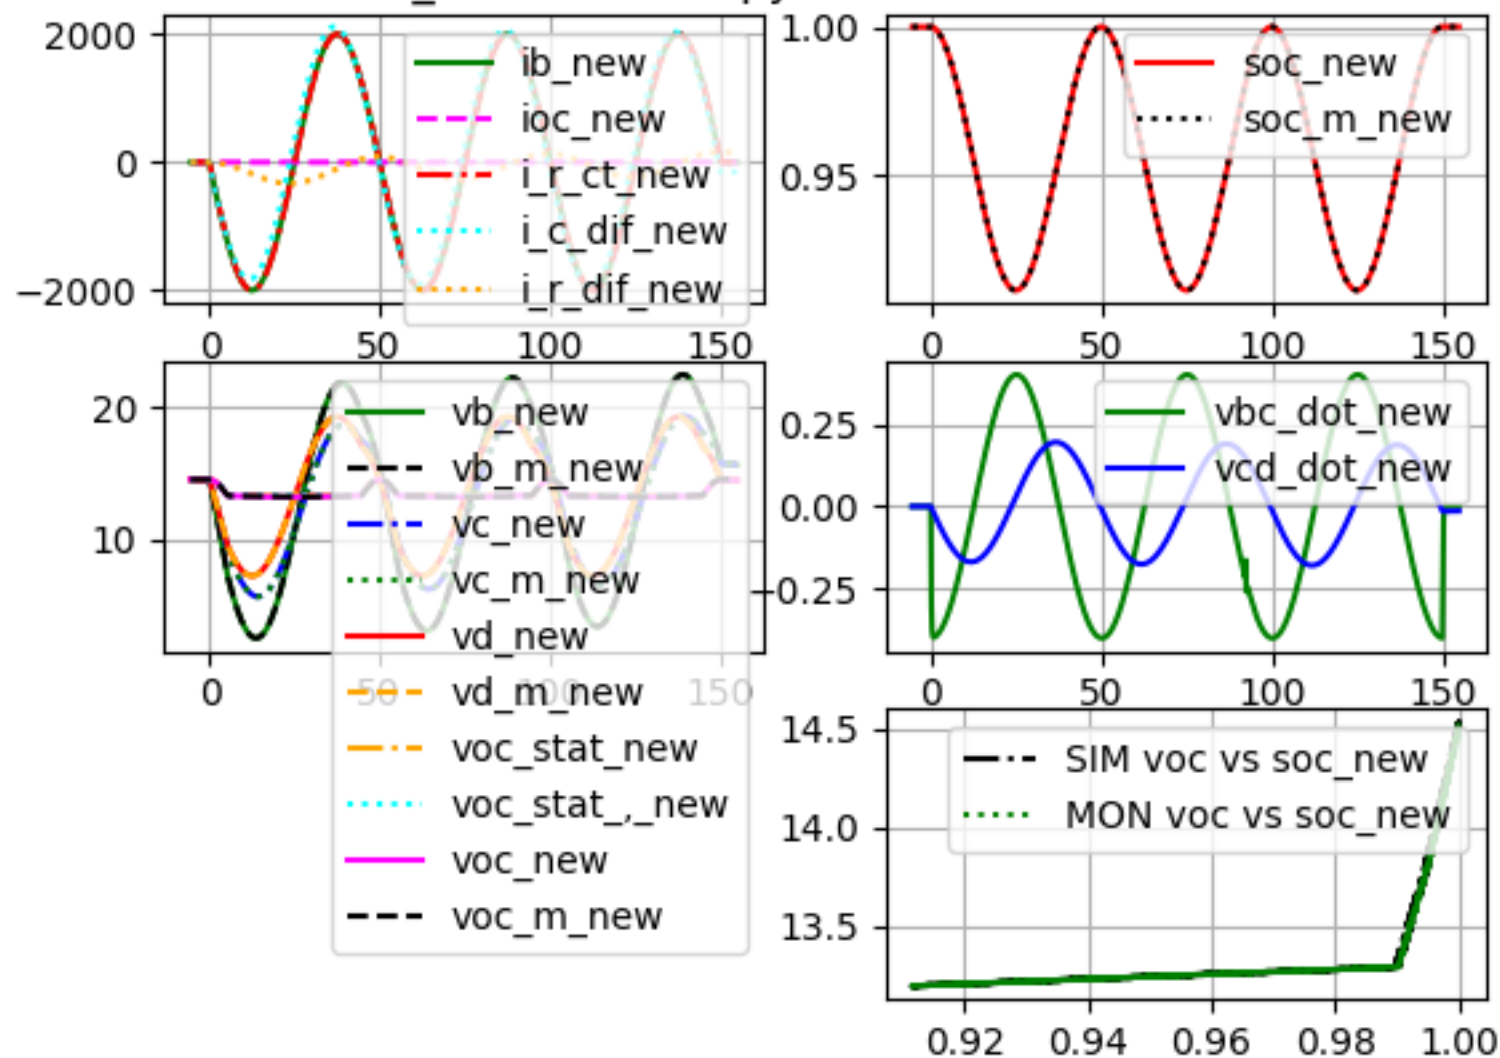 2000
0
−2000
0
50
100
150
ib_new
ioc_new
i_r_ct_new
i_c_dif_new
i_r_dif_new
1.00
0.95
0
50
100
150
soc_new
soc_m_new
20
10
0
50
100
150
vb_new
vb_m_new
vc_new
vc_m_new
vd_new
vd_m_new
voc_stat_new
voc_stat_,_new
voc_new
voc_m_new
0.25
0.00
−0.25
0
50
100
150
vbc_dot_new
vcd_dot_new
14.5
14.0
13.5
0.92
0.94
0.96
0.98
1.00
SIM voc vs soc_new
MON voc vs soc_new